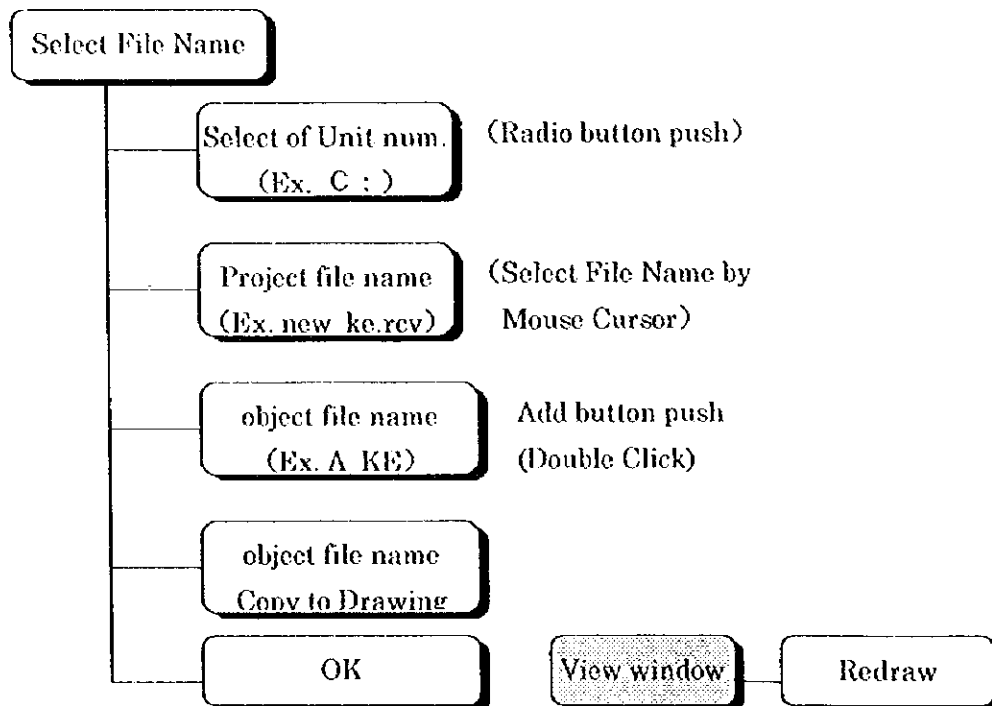 Select File Name
Select of Unit num.
(Ex. C : )
(Radio button push)
Project file name
(Ex. new_ke.rcv)
(Select File Name by
Mouse Cursor)
object file name
(Ex. A_KE)
Add button push
(Double Click)
object file name
Copy to Drawing
OK
View window
Redraw